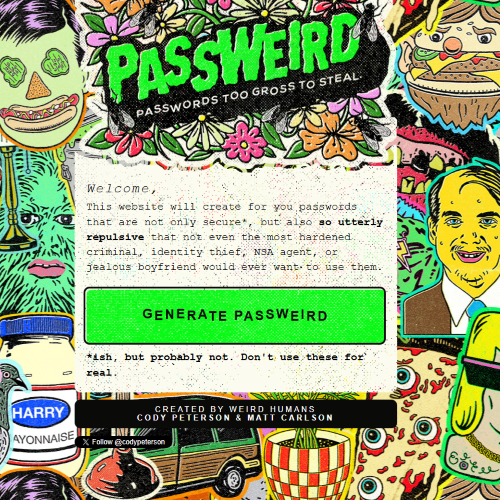 PASSWEIRD
PASSWORDS TOO GROSS TO STEAL.
Welcome,
This website will create for you passwords
that are not only secure*, but also so utterly
repulsive that not even the most hardened
criminal, identity thief, NSA agent, or
jealous boyfriend would ever want to use them.
GENERATE PASSWEIRD
*ish, but probably not. Don't use these for
real.
HARRY
AYONNAISE
CREATED BY WEIRD HUMANS
CODY PETERSON & MATT CARLSON
Follow @codypeterson